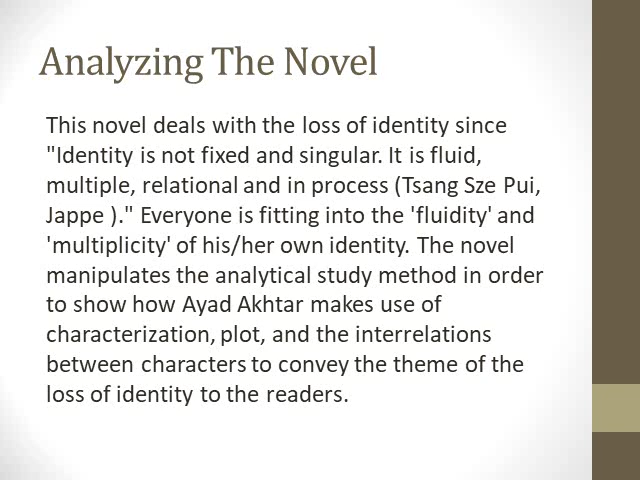 Analyzing The Novel
This novel deals with the loss of identity since
"Identity is not fixed and singular. It is fluid,
multiple, relational and in process (Tsang Sze Pui,
Jappe )." Everyone is fitting into the 'fluidity' and
'multiplicity' of his/her own identity. The novel
manipulates the analytical study method in order
to show how Ayad Akhtar makes use of
characterization, plot, and the interrelations
between characters to convey the theme of the
loss of identity to the readers.